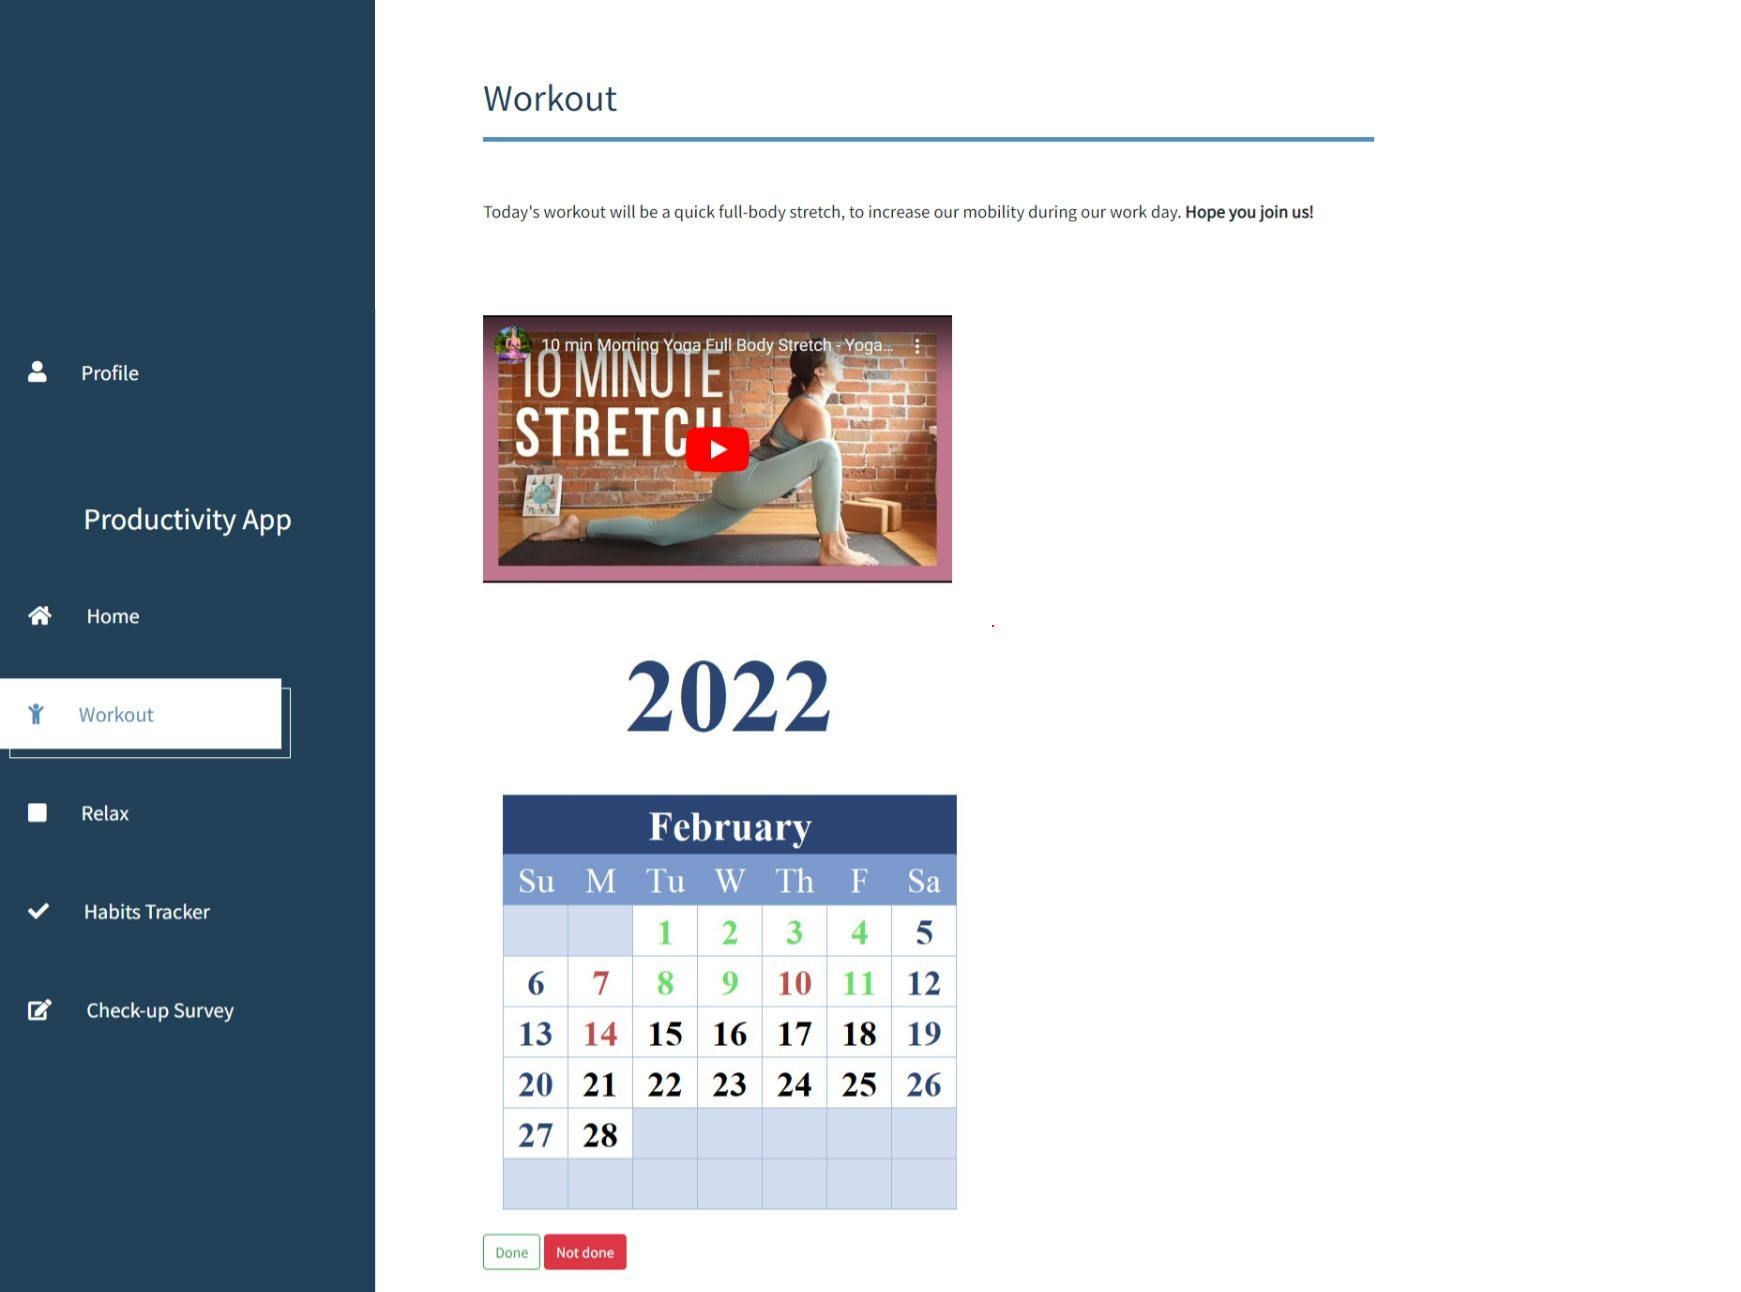 Profile
Productivity App
Home
Workout
Relax
Habits Tracker
Check-up Survey
Workout
Today's workout will be a quick full-body stretch, to increase our mobility during our work day. Hope you join us!
10 min Morning Yoga Full Body Stretch - Yoga...
10 MINUTE
STRETCH
2022
February
Su M Tu W Th F Sa
1 2 3 4 5
6 7 8 9 10 11 12
13 14 15 16 17 18 19
20 21 22 23 24 25 26
27 28
Done Not done